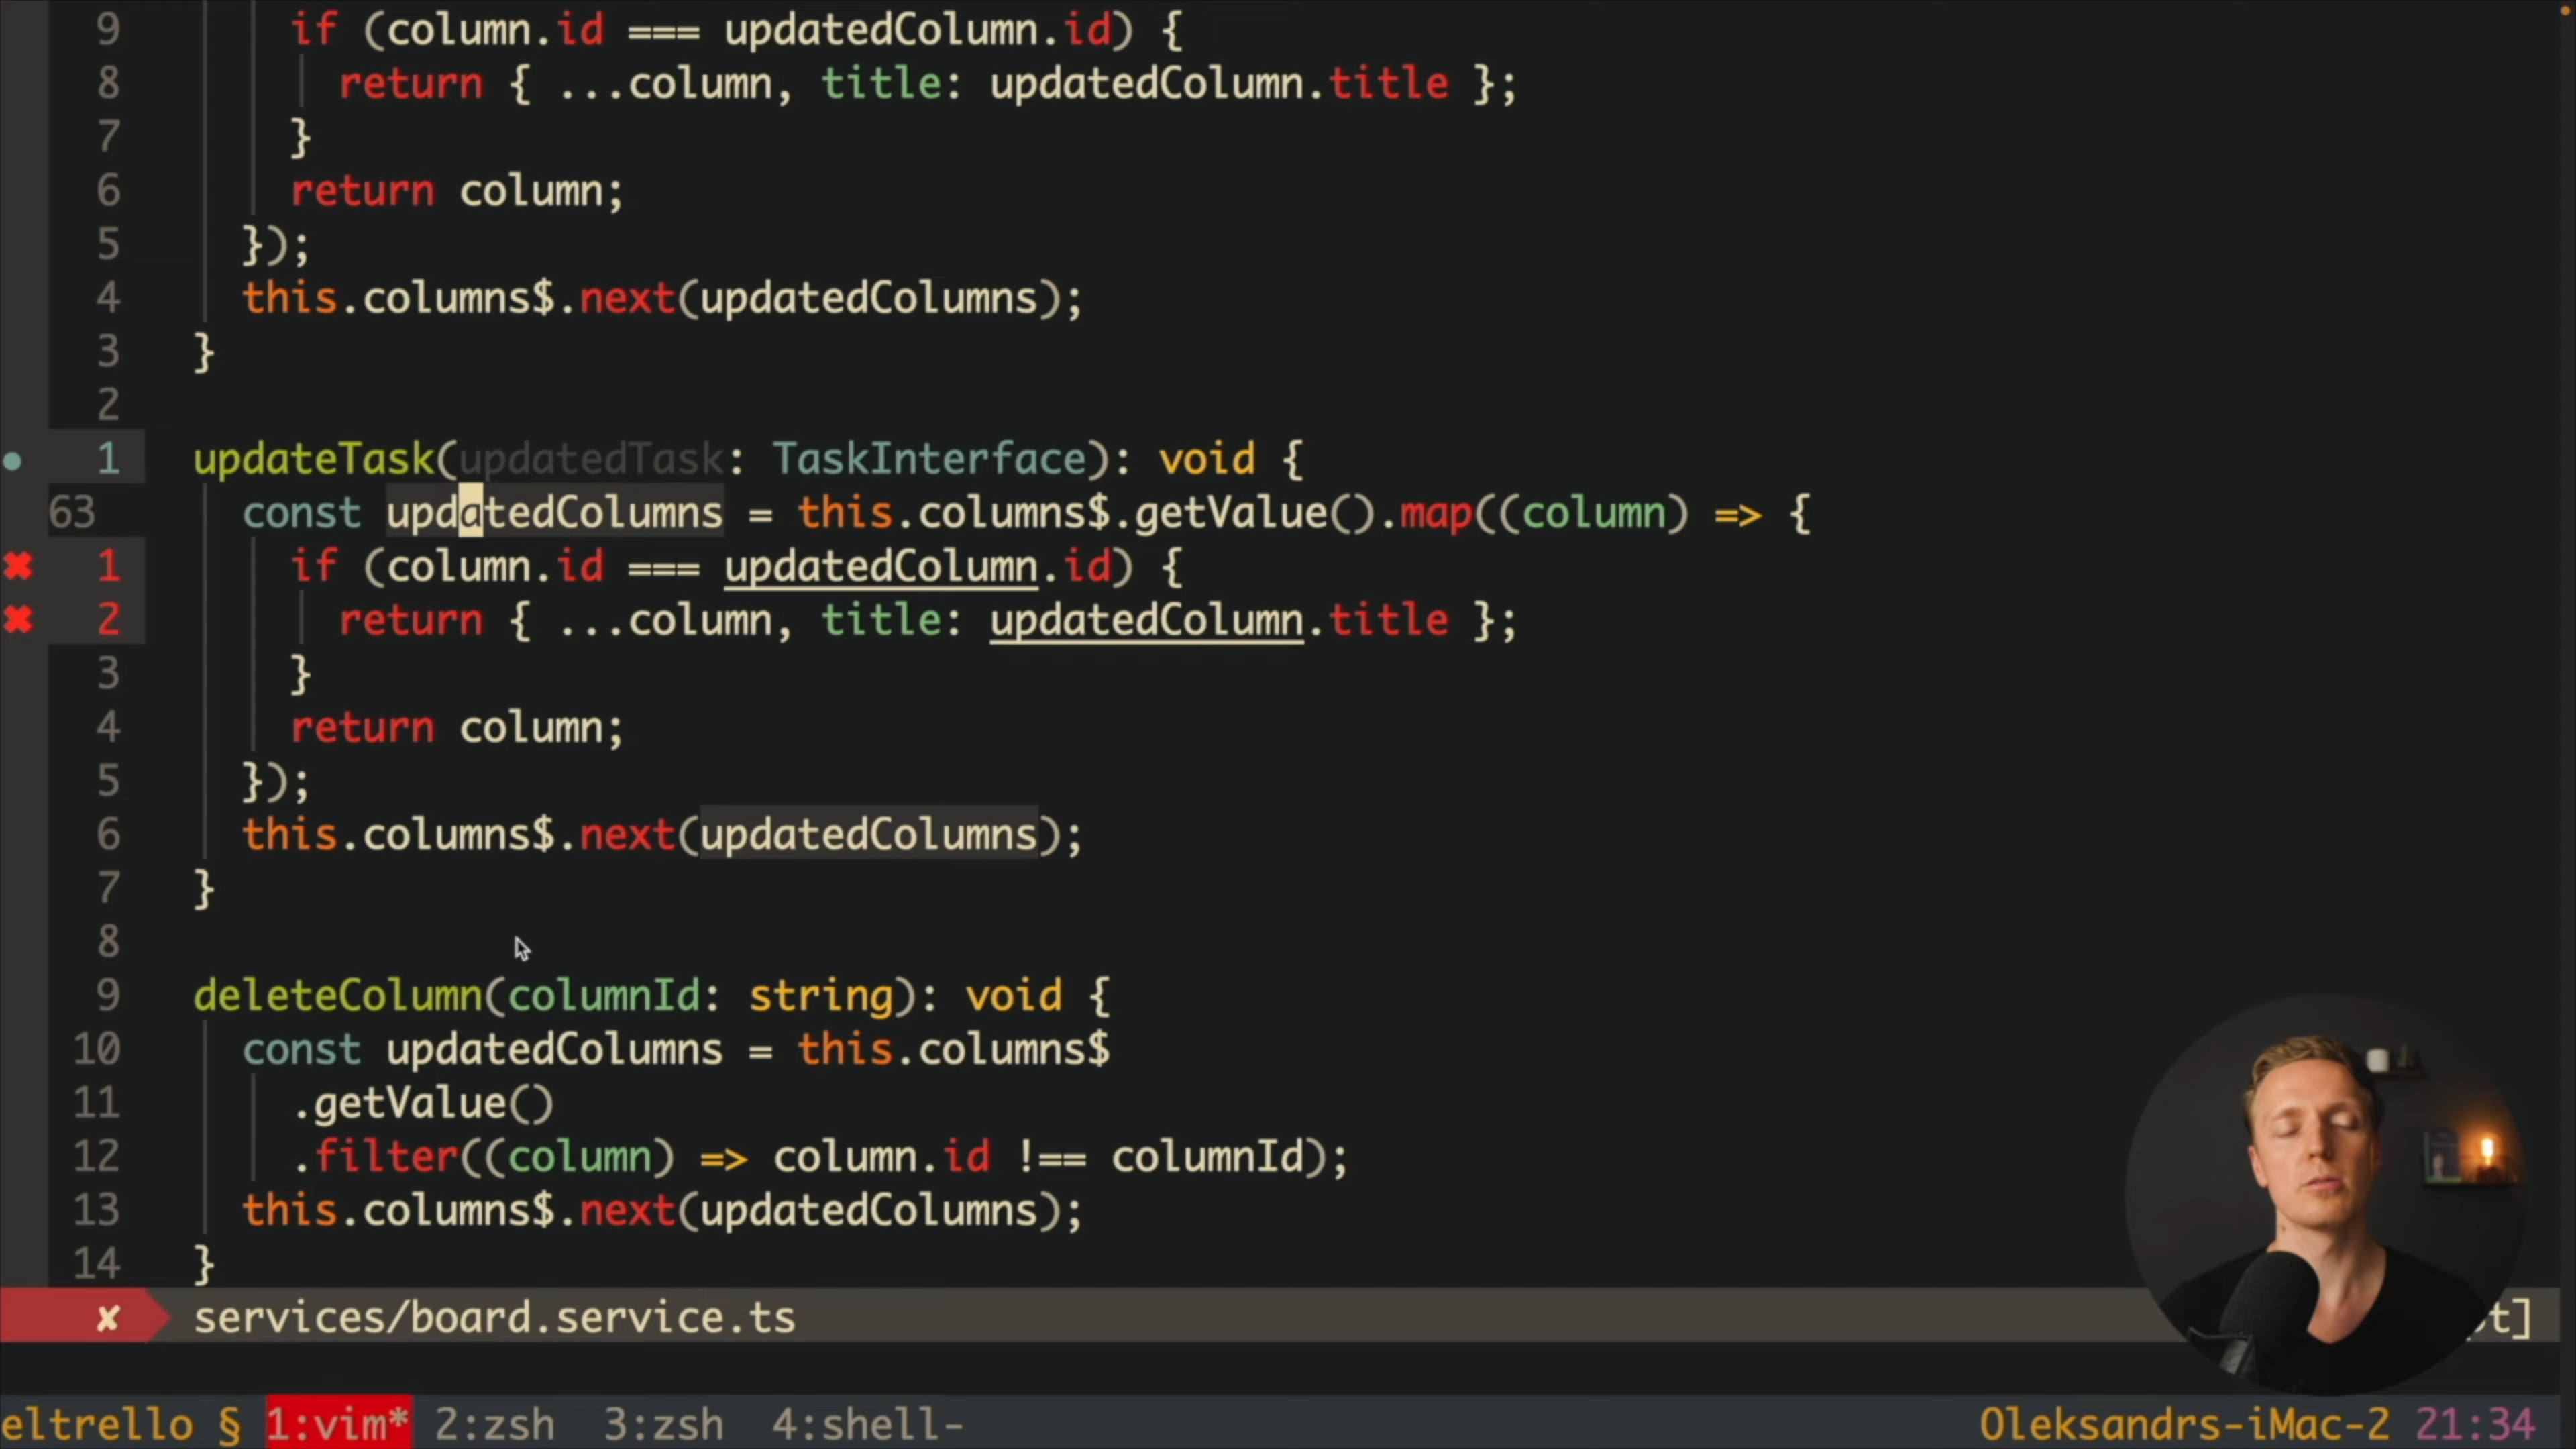 9 if (column.id === updatedColumn.id) {
8 return { ...column, title: updatedColumn.title };
7 }
6 return column;
5 });
4 this.columns$.next(updatedColumns);
3 }
2
1 updateTask(updatedTask: TaskInterface): void {
63 const updatedColumns = this.columns$.getValue().map((column) => {
✖ 1 if (column.id === updatedColumn.id) {
✖ 2 return { ...column, title: updatedColumn.title };
3 }
4 return column;
5 });
6 this.columns$.next(updatedColumns);
7 }
8
9 deleteColumn(columnId: string): void {
10 const updatedColumns = this.columns$
11 .getValue()
12 .filter((column) => column.id !== columnId);
13 this.columns$.next(updatedColumns);
14 }
✘ services/board.service.ts
eltrello § 1:vim* 2:zsh 3:zsh 4:shell- Oleksandrs-iMac-2 21:34